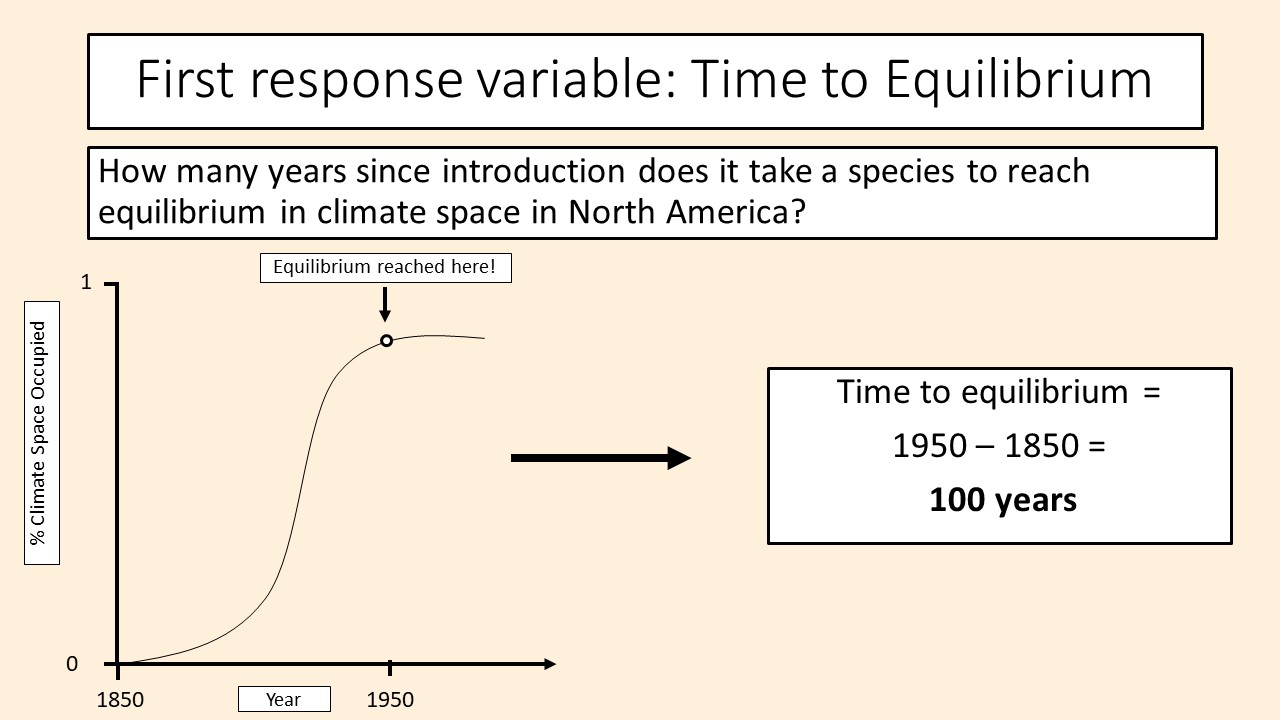 First response variable: Time to Equilibrium
How many years since introduction does it take a species to reach
equilibrium in climate space in North America?
Equilibrium reached here!
1
% Climate Space Occupied
0
1850
Year
1950
Time to equilibrium =
1950 – 1850 =
100 years